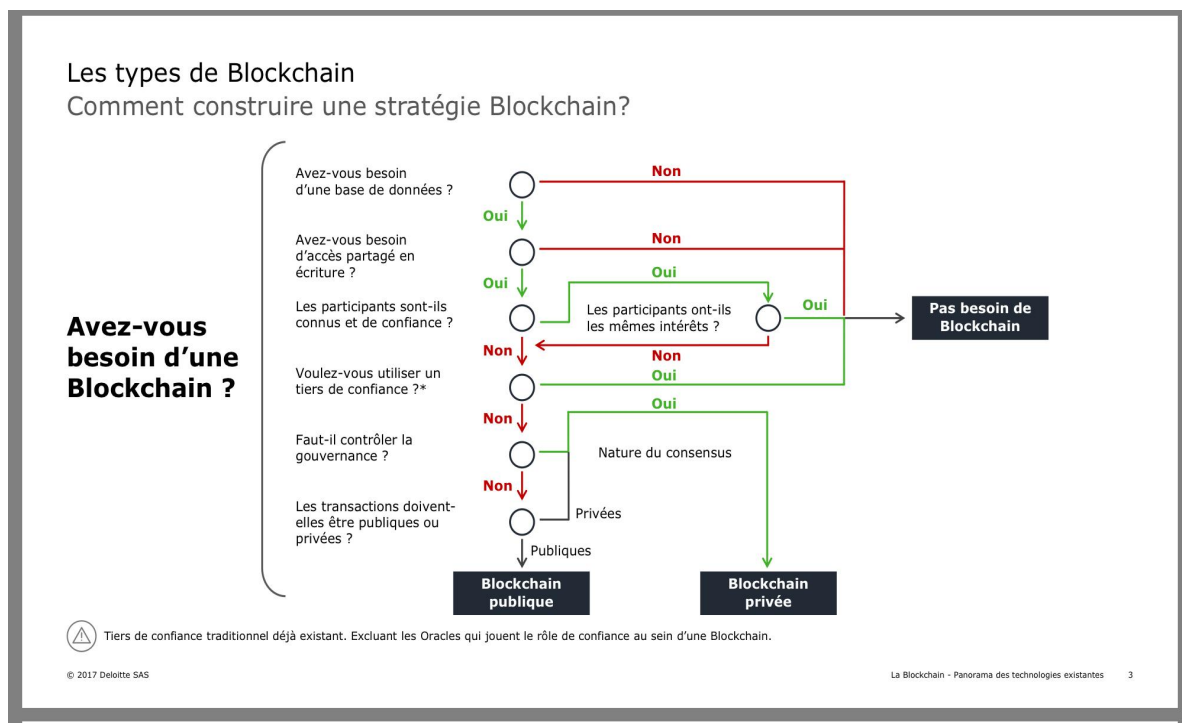 Les types de Blockchain
Comment construire une stratégie Blockchain?
Avez-vous
besoin d’une
Blockchain ?
Avez-vous besoin
d’une base de données ?
Non
Oui
Avez-vous besoin
d’accès partagé en
écriture ?
Non
Oui
Oui
Les participants sont-ils
connus et de confiance ?
Les participants ont-ils
les mêmes intérêts ?
Oui
Pas besoin de
Blockchain
Non
Non
Voulez-vous utiliser un
tiers de confiance ?*
Oui
Non
Oui
Faut-il contrôler la
gouvernance ?
Nature du consensus
Non
Les transactions doivent-
elles être publiques ou
privées ?
Privées
Publiques
Blockchain
publique
Blockchain
privée
Tiers de confiance traditionnel déjà existant. Excluant les Oracles qui jouent le rôle de confiance au sein d’une Blockchain.
© 2017 Deloitte SAS
La Blockchain - Panorama des technologies existantes 3